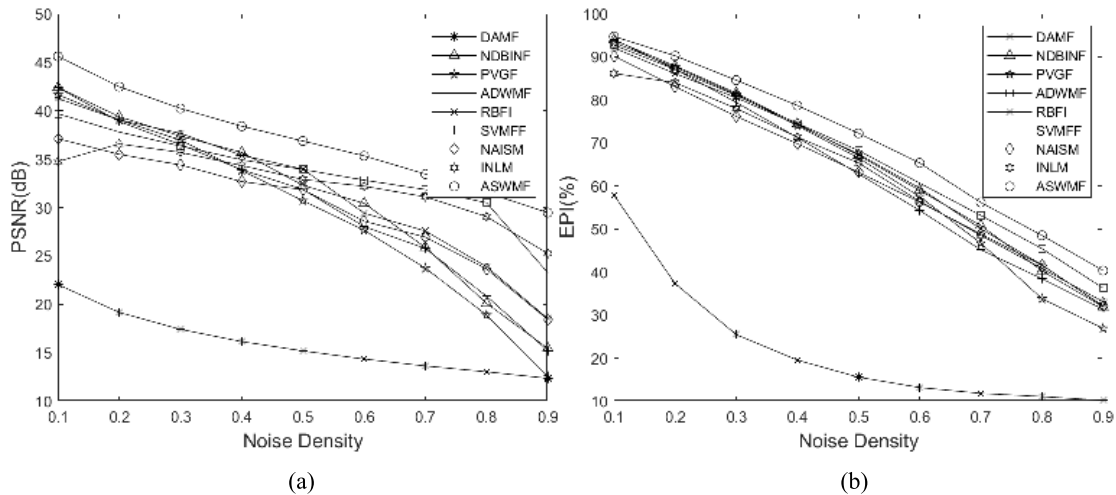 50
45
40
35
30
25
20
15
10
PSNR(dB)
DAMF
NDBINF
PVGF
ADWMF
RBFI
SVMFF
NAISM
INLM
ASWMF
0.1 0.2 0.3 0.4 0.5 0.6 0.7 0.8 0.9
Noise Density
(a)
100
90
80
70
60
50
40
30
20
10
EPI(%)
DAMF
NDBINF
PVGF
ADWMF
RBFI
SVMFF
NAISM
INLM
ASWMF
0.1 0.2 0.3 0.4 0.5 0.6 0.7 0.8 0.9
Noise Density
(b)